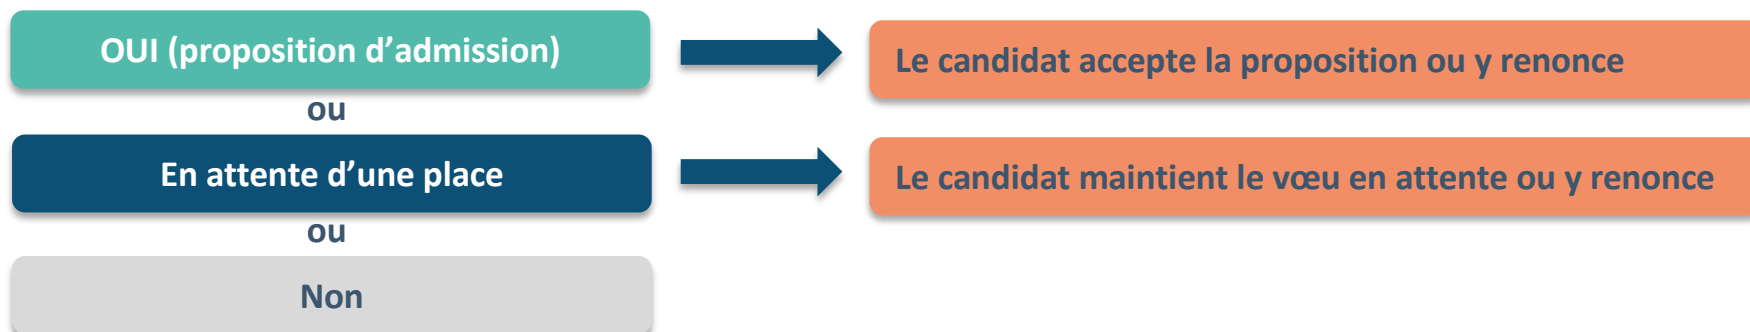 OUI (proposition d’admission)
Le candidat accepte la proposition ou y renonce
ou
En attente d’une place
Le candidat maintient le vœu en attente ou y renonce
ou
Non